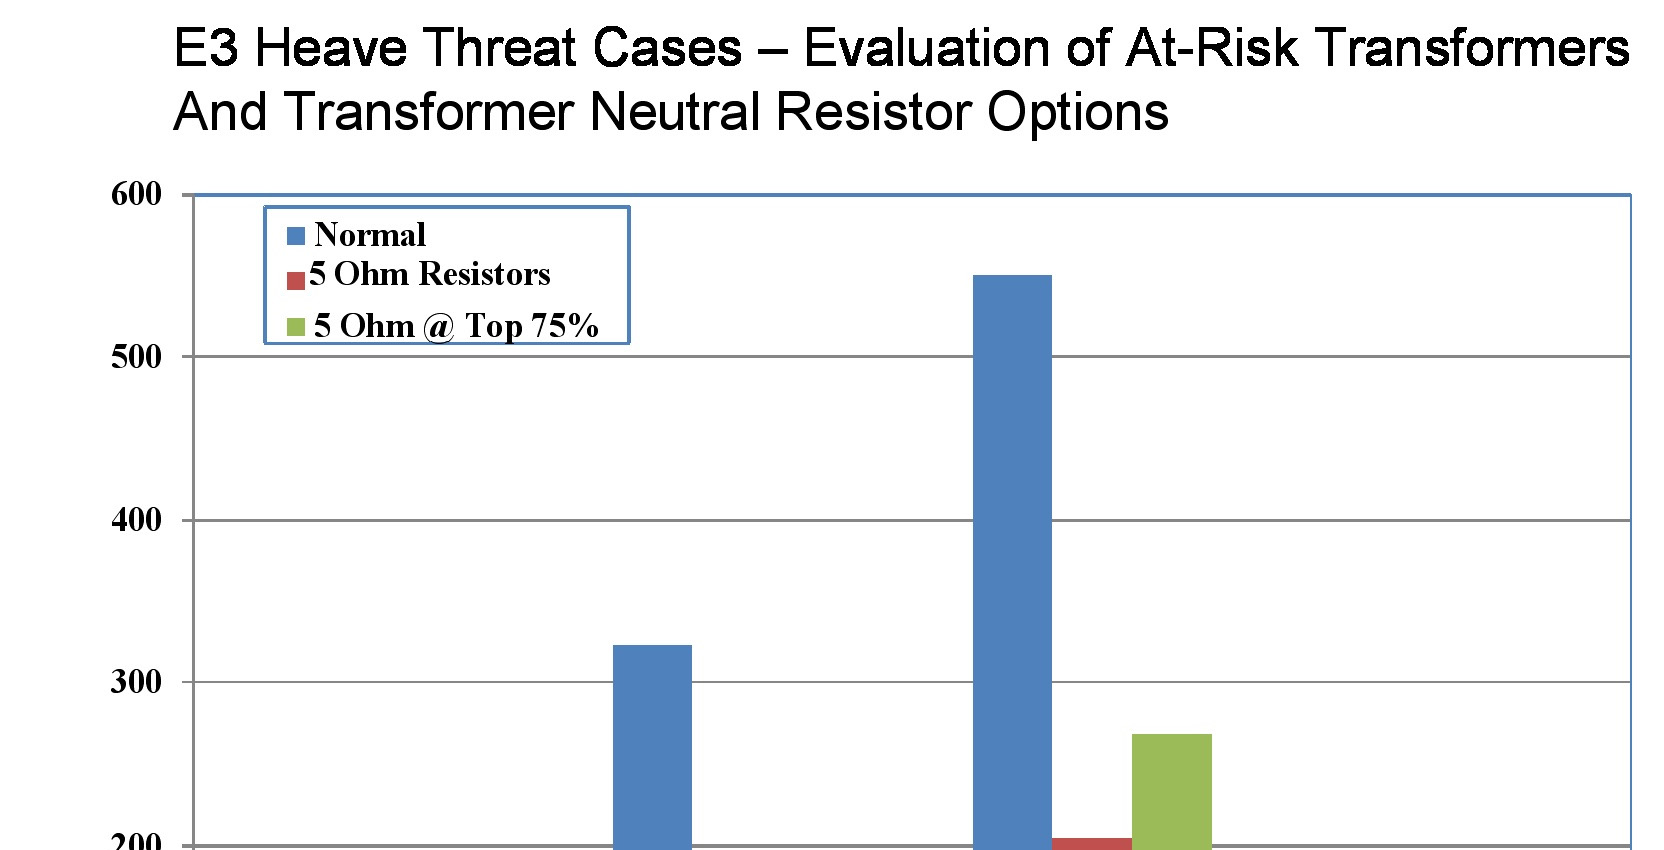 E3 Heave Threat Cases – Evaluation of At-Risk Transformers
And Transformer Neutral Resistor Options
600
Normal
5 Ohm Resistors
5 Ohm @ Top 75%
500
400
300
200